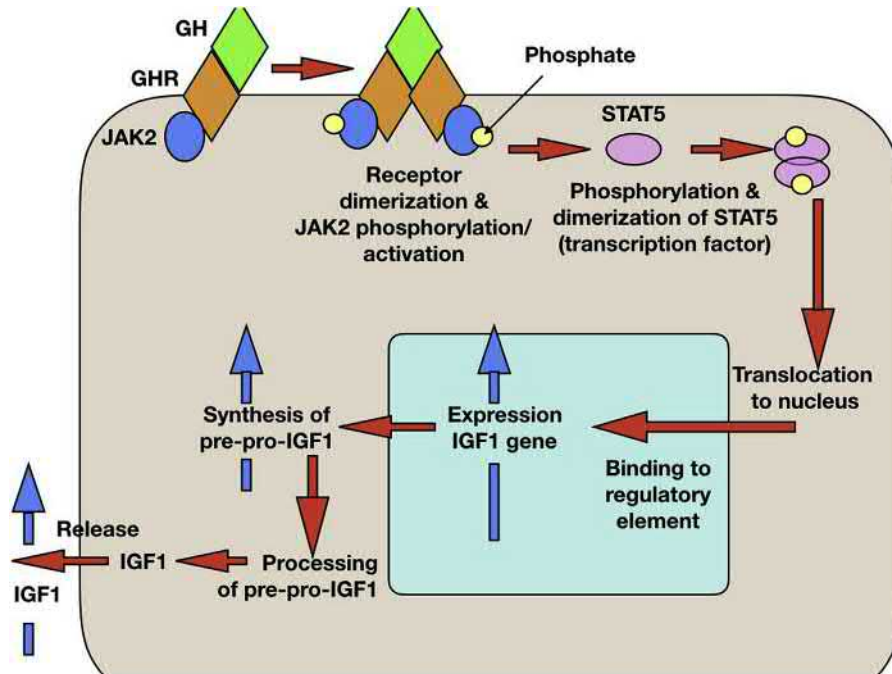 GH
GHR
JAK2
Phosphate
STAT5
Receptor
dimerization &
JAK2 phosphorylation/
activation
Phosphorylation &
dimerization of STAT5
(transcription factor)
Translocation
to nucleus
Binding to
regulatory
element
Expression
IGF1 gene
Synthesis of
pre-pro-IGF1
Processing
of pre-pro-IGF1
IGF1
Release
IGF1